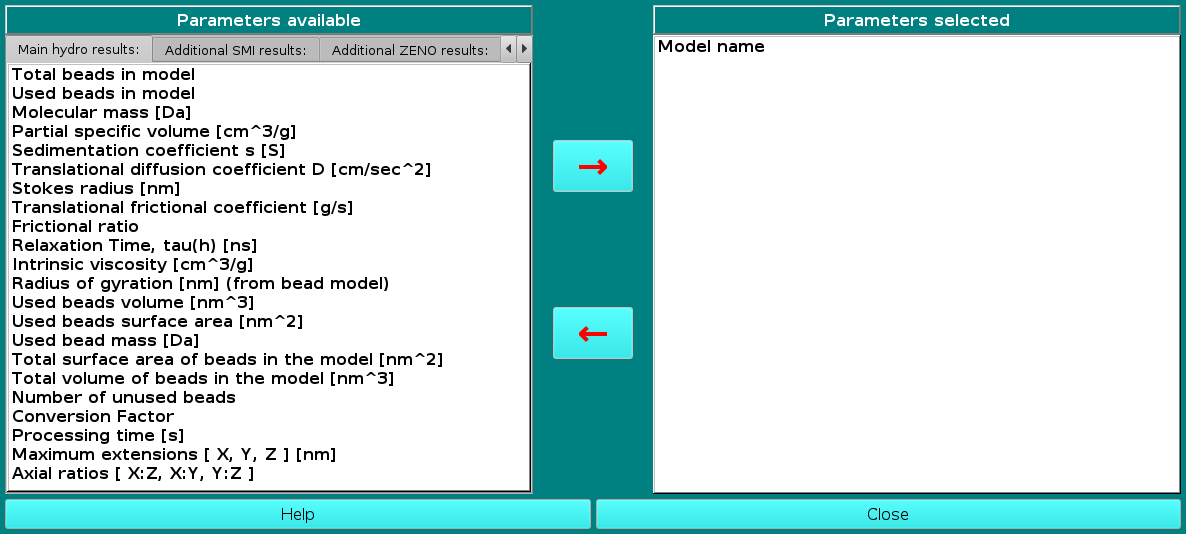 Parameters available
Main hydro results:
Additional SMI results:
Additional ZENO results:
Total beads in model
Used beads in model
Molecular mass [Da]
Partial specific volume [cm^3/g]
Sedimentation coefficient s [S]
Translational diffusion coefficient D [cm/sec^2]
Stokes radius [nm]
Translational frictional coefficient [g/s]
Frictional ratio
Relaxation Time, tau(h) [ns]
Intrinsic viscosity [cm^3/g]
Radius of gyration [nm] (from bead model)
Used beads volume [nm^3]
Used beads surface area [nm^2]
Used bead mass [Da]
Total surface area of beads in the model [nm^2]
Total volume of beads in the model [nm^3]
Number of unused beads
Conversion Factor
Processing time [s]
Maximum extensions [ X, Y, Z ] [nm]
Axial ratios [ X:Z, X:Y, Y:Z ]
→
←
Parameters selected
Model name
Help
Close